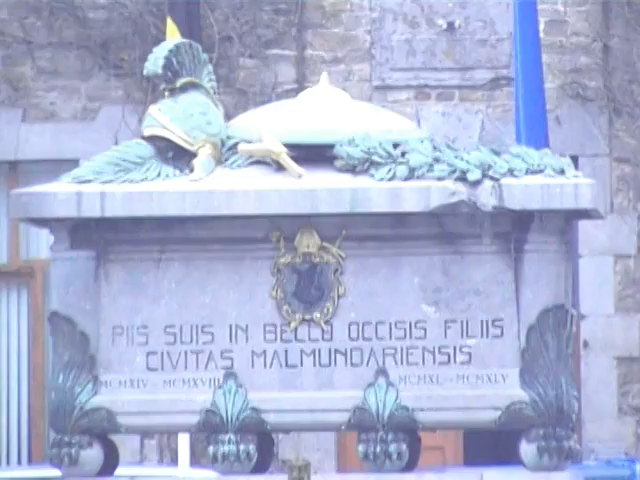 PIIS SUIS IN BELLO OCCISIS FILIIS
CIVITAS MALMUNDARIENSIS
MCMXIV - MCMXVIII MCMXL - MCMXLV